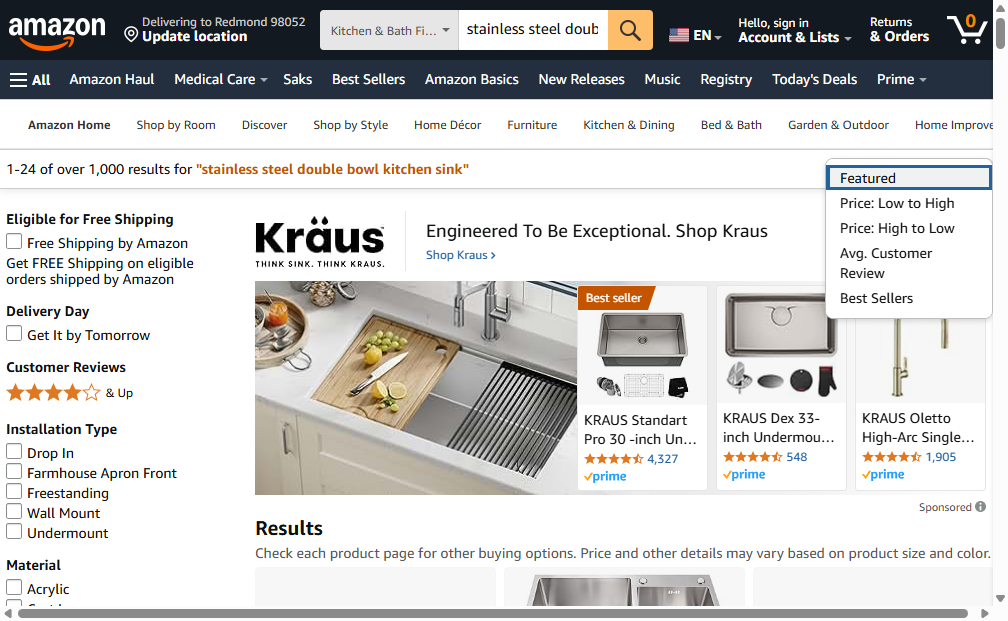 amazon
Delivering to Redmond 98052
Update location
Kitchen & Bath Fi...
stainless steel doub
EN
Hello, sign in
Account & Lists
Returns
& Orders
0
All
Amazon Haul
Medical Care
Saks
Best Sellers
Amazon Basics
New Releases
Music
Registry
Today's Deals
Prime
Amazon Home
Shop by Room
Discover
Shop by Style
Home Décor
Furniture
Kitchen & Dining
Bed & Bath
Garden & Outdoor
Home Improve
1-24 of over 1,000 results for "stainless steel double bowl kitchen sink"
Featured
Price: Low to High
Price: High to Low
Avg. Customer
Review
Best Sellers
Eligible for Free Shipping
Free Shipping by Amazon
Get FREE Shipping on eligible
orders shipped by Amazon
Delivery Day
Get It by Tomorrow
Customer Reviews
& Up
Installation Type
Drop In
Farmhouse Apron Front
Freestanding
Wall Mount
Undermount
Material
Acrylic
Kräus
THINK SINK. THINK KRAUS.
Engineered To Be Exceptional. Shop Kraus
Shop Kraus
Best seller
KRAUS Standart
Pro 30 -inch Un...
4,327
prime
KRAUS Dex 33-
inch Undermou...
548
prime
KRAUS Oletto
High-Arc Single...
1,905
prime
Sponsored
Results
Check each product page for other buying options. Price and other details may vary based on product size and color.